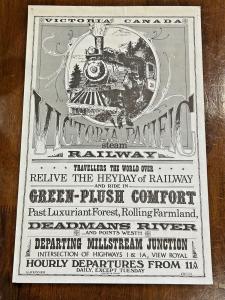 VICTORIA CANADA
VICTORIA PACIFIC
steam
RAILWAY
TRAVELLERS THE WORLD OVER
RELIVE THE HEYDAY OF RAILWAY
AND RIDE IN
GREEN-PLUSH COMFORT
Past Luxuriant Forest, Rolling Farmland,
DEADMANS RIVER
AND POINTS WEST!!
DEPARTING MILLSTREAM JUNCTION
INTERSECTION OF HIGHWAYS 1 & 1A, VIEW ROYAL
HOURLY DEPARTURES FROM 11A
DAILY, EXCEPT TUESDAY